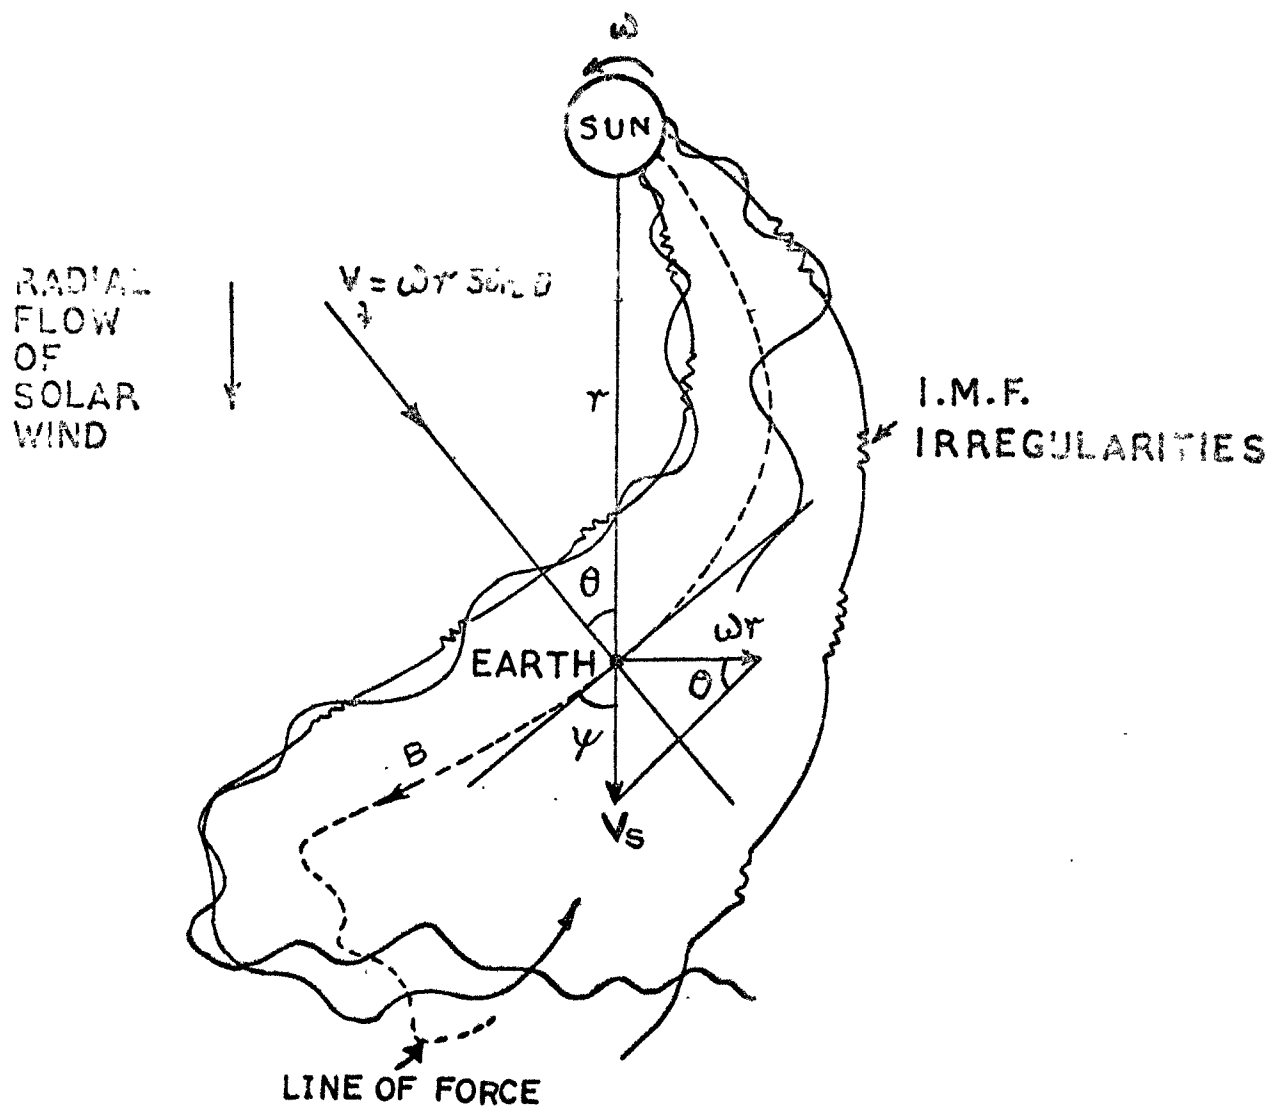 ω
SUN
RADIAL
FLOW
OF
SOLAR
WIND
V = ωr sin θ
r
I.M.F.
IRREGULARITIES
θ
ωr
EARTH
θ
ψ
B
Vs
LINE OF FORCE